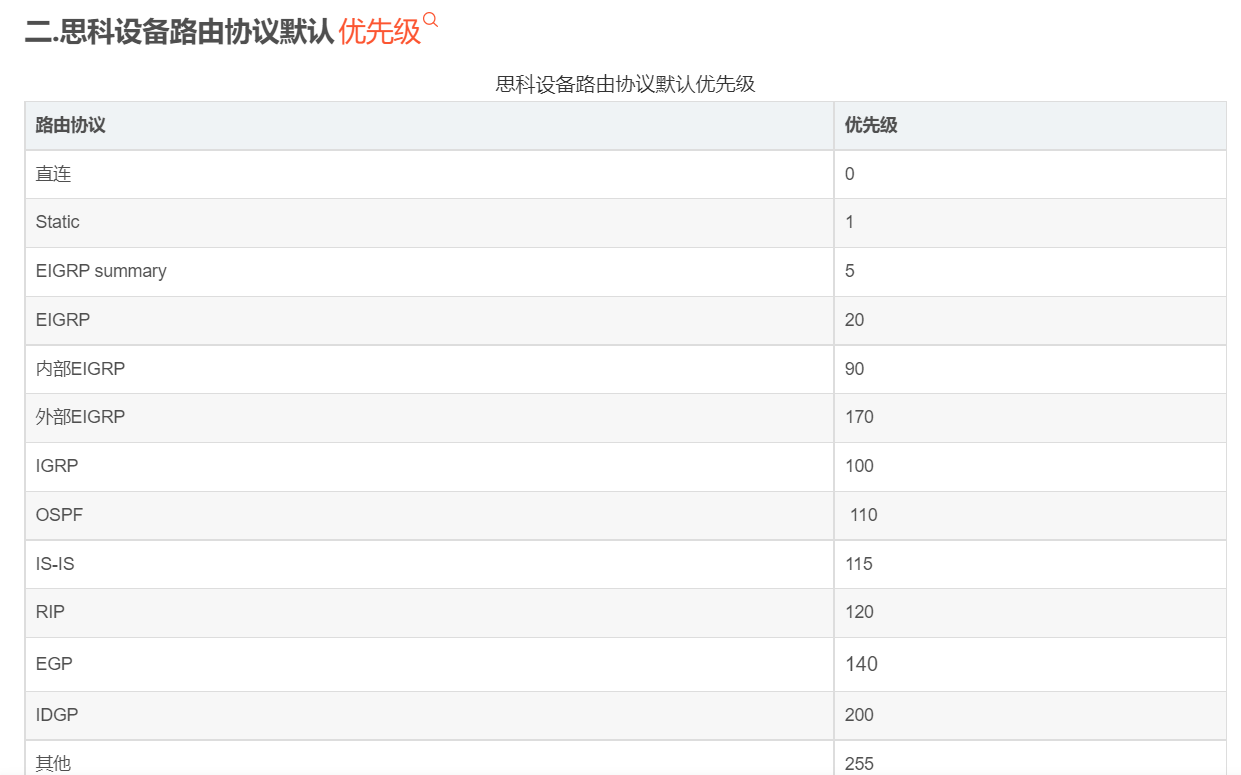 二.思科设备路由协议默认优先级
思科设备路由协议默认优先级
路由协议 优先级
直连 0
Static 1
EIGRP summary 5
EIGRP 20
内部EIGRP 90
外部EIGRP 170
IGRP 100
OSPF 110
IS-IS 115
RIP 120
EGP 140
IDGP 200
其他 255